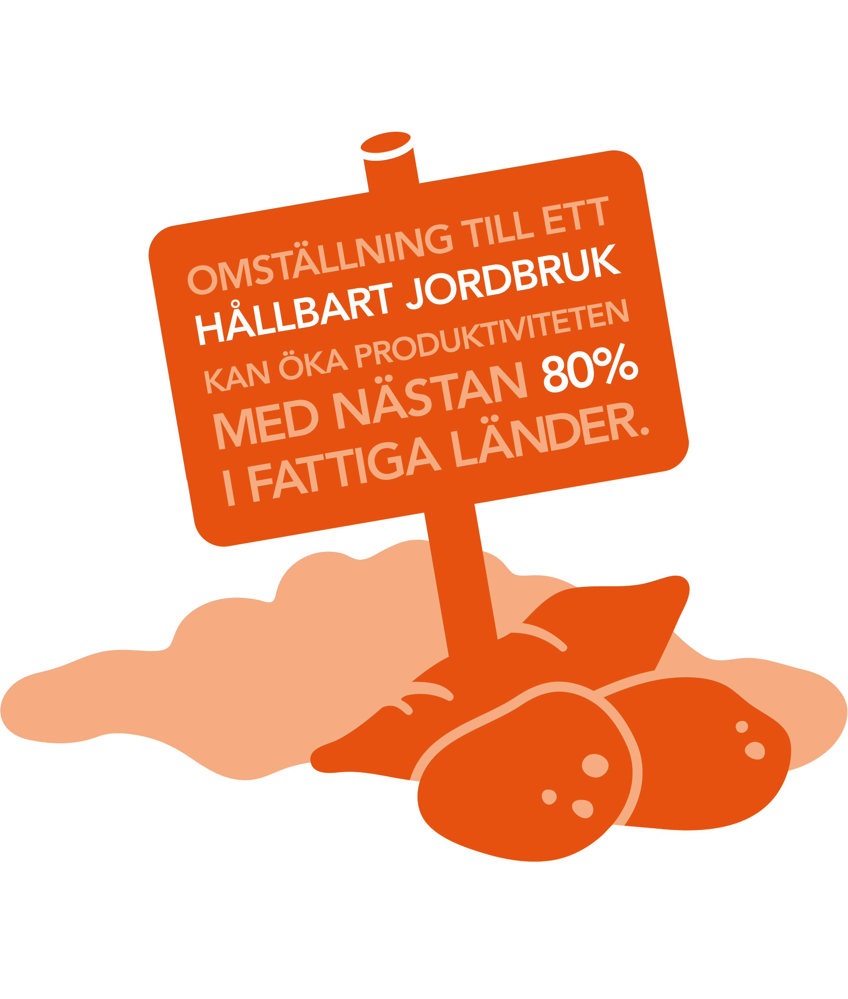 OMSTÄLLNING TILL ETT
HÅLLBART JORDBRUK
KAN ÖKA PRODUKTIVITETEN
MED NÄSTAN 80%
I FATTIGA LÄNDER.